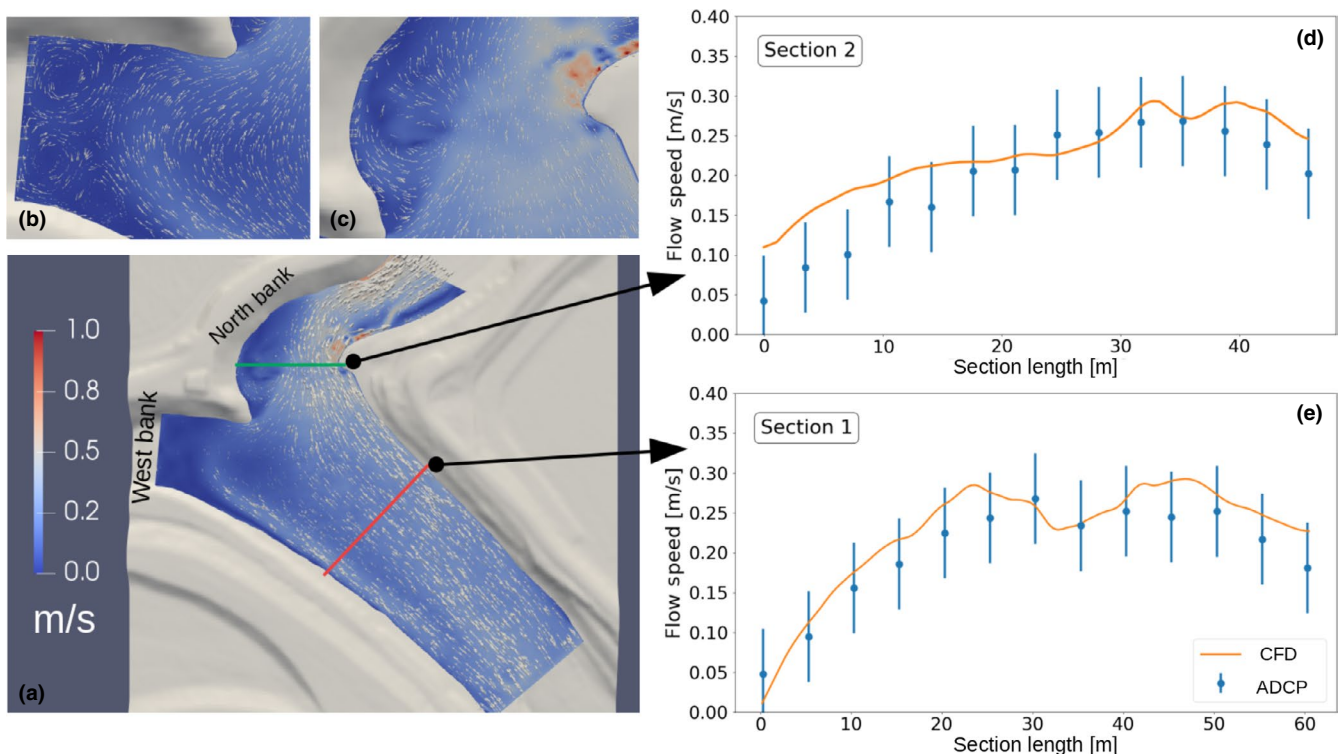 (b)
(c)
(a)
North bank
West bank
1.0
0.8
0.5
0.2
0.0
m/s
(d)
Section 2
Flow speed [m/s]
0.40
0.35
0.30
0.25
0.20
0.15
0.10
0.05
0.00
0 10 20 30 40
Section length [m]
(e)
Section 1
Flow speed [m/s]
0.40
0.35
0.30
0.25
0.20
0.15
0.10
0.05
0.00
CFD
ADCP
0 10 20 30 40 50 60
Section length [m]